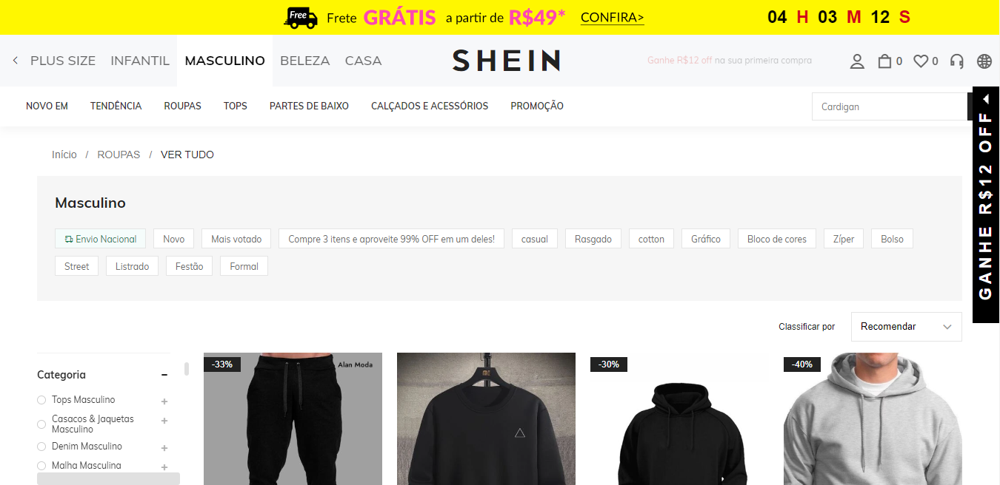 Free Frete GRÁTIS a partir de R$49* CONFIRA> 04 H 03 M 12 S
PLUS SIZE INFANTIL MASCULINO BELEZA CASA SHEIN Ganhe R$12 off na sua primeira compra 0 0
NOVO EM TENDÊNCIA ROUPAS TOPS PARTES DE BAIXO CALÇADOS E ACESSÓRIOS PROMOÇÃO Cardigan
GANHE R$12 OFF
Início / ROUPAS / VER TUDO
Masculino
Envio Nacional Novo Mais votado Compre 3 itens e aproveite 99% OFF em um deles! casual Rasgado cotton Gráfico Bloco de cores Zíper Bolso
Street Listrado Festão Formal
Classificar por Recomendar
Categoria
Tops Masculino +
Casacos & Jaquetas
Masculino +
Denim Masculino +
Malha Masculina +
-33% Alan Moda -30% -40%